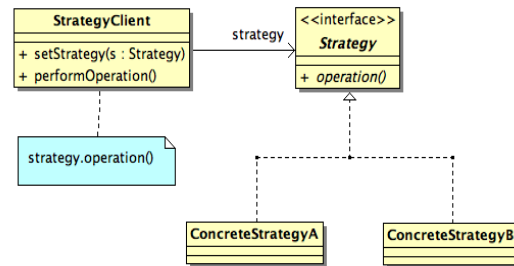 StrategyClient
+ setStrategy(s : Strategy)
+ performOperation()
strategy
<<interface>>
Strategy
+ operation()
strategy.operation()
ConcreteStrategyA
ConcreteStrategyB